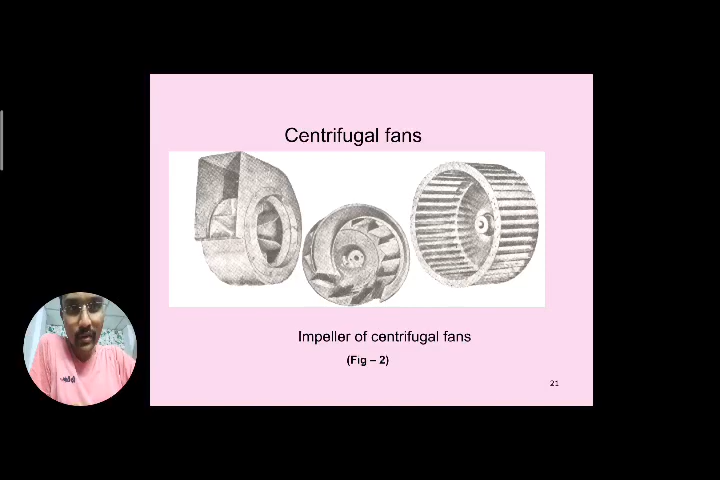 Centrifugal fans
Impeller of centrifugal fans
(Fig – 2)
21